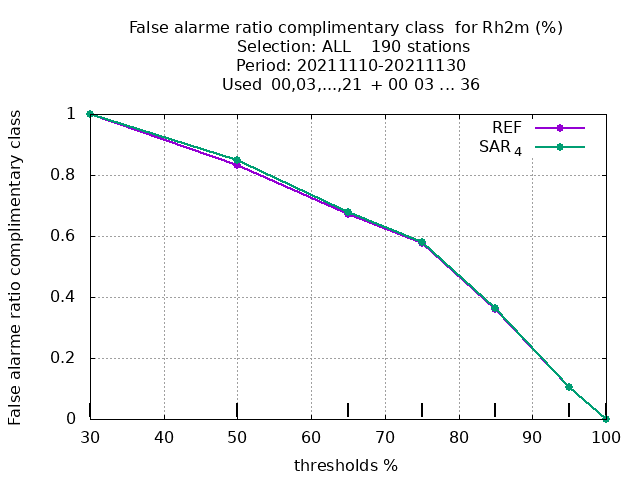 False alarme ratio complimentary class  for Rh2m (%)
Selection: ALL    190 stations
Period: 20211110-20211130
Used  00,03,...,21  + 00 03 ... 36
REF
SAR 4
False alarme ratio complimentary class
1
0.8
0.6
0.4
0.2
0
30 40 50 60 70 80 90 100
thresholds %